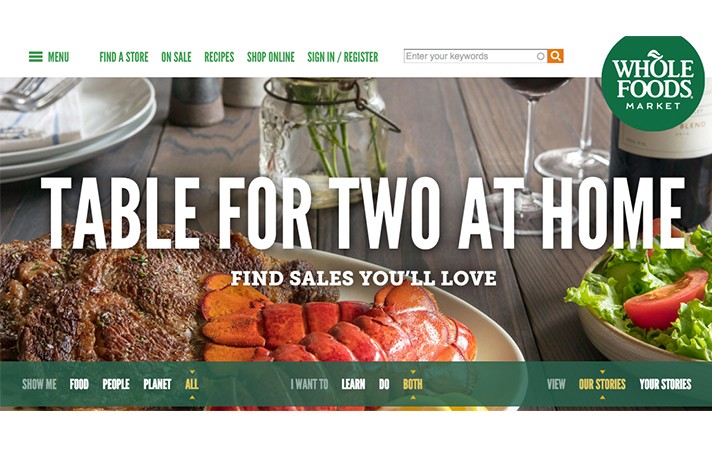 MENU FIND A STORE ON SALE RECIPES SHOP ONLINE SIGN IN / REGISTER Enter your keywords
WHOLE
FOODS
MARKET
BLEND
TABLE FOR TWO AT HOME
FIND SALES YOU'LL LOVE
SHOW ME FOOD PEOPLE PLANET ALL I WANT TO LEARN DO BOTH VIEW OUR STORIES YOUR STORIES